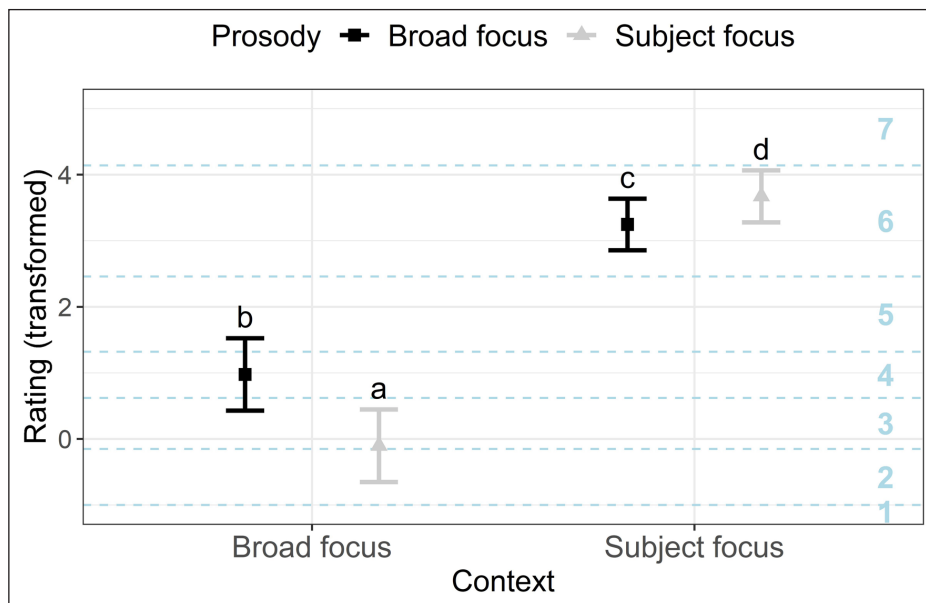 Prosody Broad focus Subject focus
7
d
4
c
6
Rating (transformed)
2
5
b
4
a
3
0
2
1
Broad focus Subject focus
Context